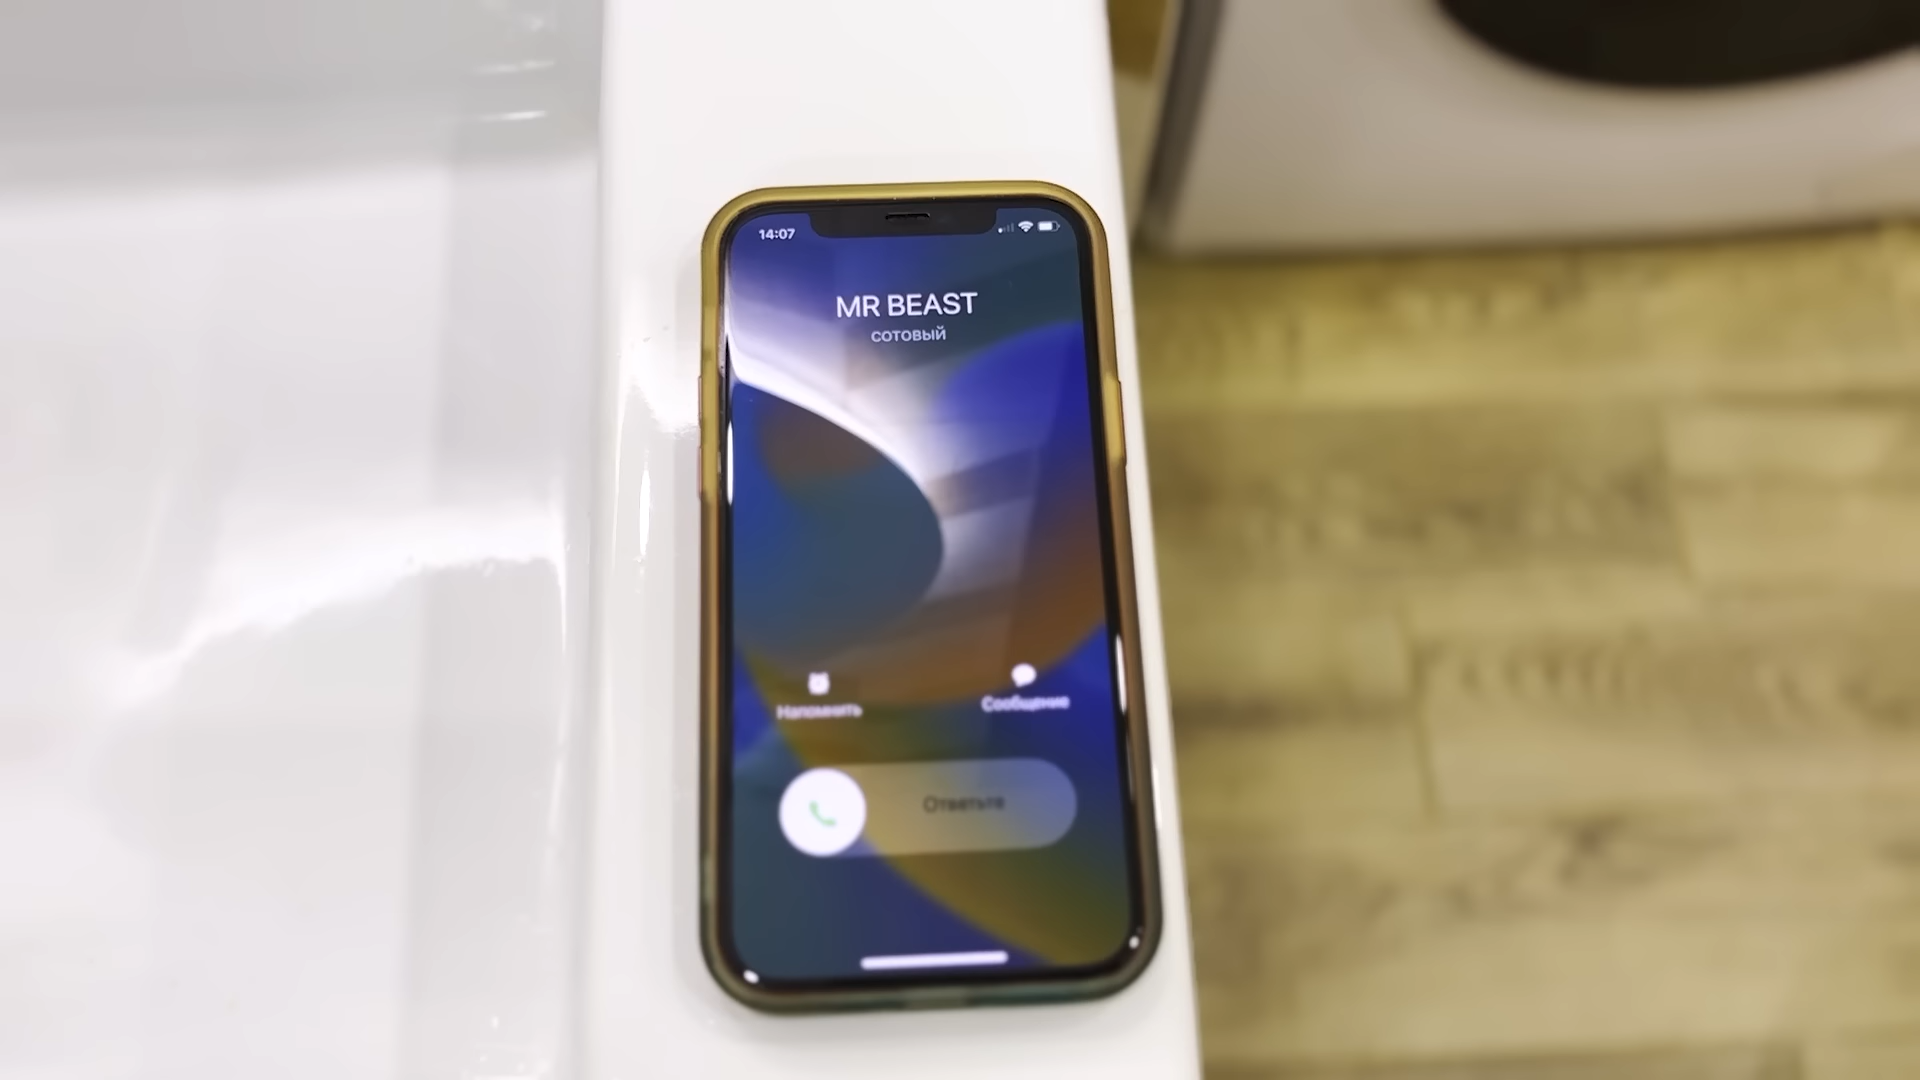 14:07
MR BEAST
сотовый
Напомнить
Сообщение
Ответьте